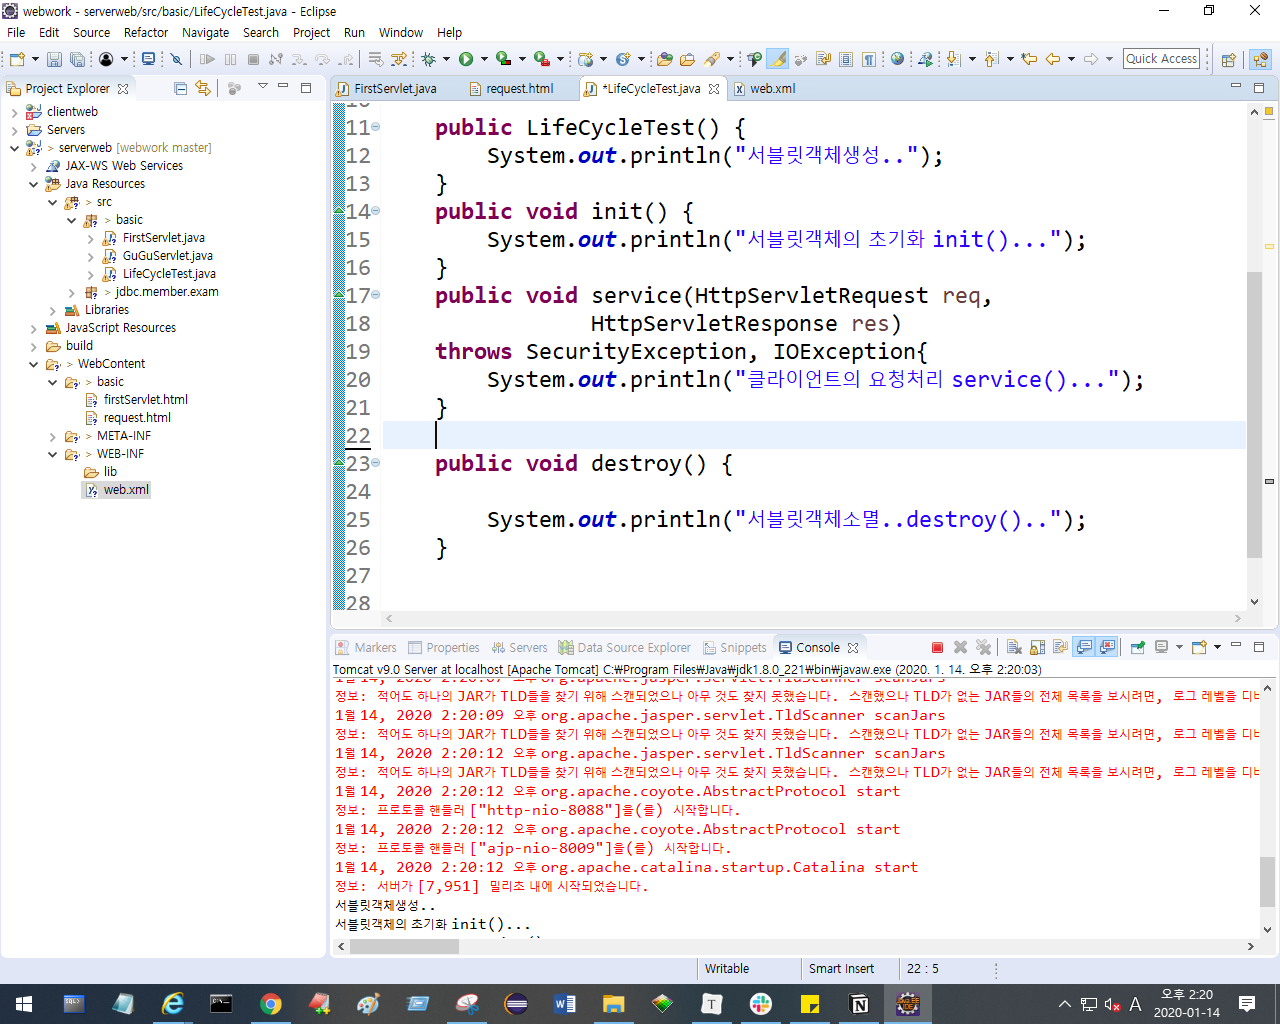 webwork - serverweb/src/basic/LifeCycleTest.java - Eclipse
File Edit Source Refactor Navigate Search Project Run Window Help
Quick Access
Project Explorer
clientweb
Servers
> serverweb [webwork master]
JAX-WS Web Services
Java Resources
> src
> basic
FirstServlet.java
GuGuServlet.java
LifeCycleTest.java
> jdbc.member.exam
Libraries
JavaScript Resources
build
> WebContent
> basic
firstServlet.html
request.html
> META-INF
> WEB-INF
lib
web.xml
FirstServlet.java request.html *LifeCycleTest.java web.xml
11 public LifeCycleTest() {
12 System.out.println("서블릿객체생성..");
13 }
14 public void init() {
15 System.out.println("서블릿객체의 초기화 init()...");
16 }
17 public void service(HttpServletRequest req,
18 HttpServletResponse res)
19 throws SecurityException, IOException{
20 System.out.println("클라이언트의 요청처리 service()...");
21 }
22
23 public void destroy() {
24
25 System.out.println("서블릿객체소멸..destroy()..");
26 }
27
28
Markers Properties Servers Data Source Explorer Snippets Console
Tomcat v9.0 Server at localhost [Apache Tomcat] C:₩Program Files₩Java₩jdk1.8.0_221₩bin₩javaw.exe (2020. 1. 14. 오후 2:20:03)
1월 14, 2020 2:20:07 오후 org.apache.jasper.servlet.TldScanner scanJars
정보: 적어도 하나의 JAR가 TLD들을 찾기 위해 스캔되었으나 아무 것도 찾지 못했습니다. 스캔했으나 TLD가 없는 JAR들의 전체 목록을 보시려면, 로그 레벨을 디버
1월 14, 2020 2:20:09 오후 org.apache.jasper.servlet.TldScanner scanJars
정보: 적어도 하나의 JAR가 TLD들을 찾기 위해 스캔되었으나 아무 것도 찾지 못했습니다. 스캔했으나 TLD가 없는 JAR들의 전체 목록을 보시려면, 로그 레벨을 디버
1월 14, 2020 2:20:12 오후 org.apache.jasper.servlet.TldScanner scanJars
정보: 적어도 하나의 JAR가 TLD들을 찾기 위해 스캔되었으나 아무 것도 찾지 못했습니다. 스캔했으나 TLD가 없는 JAR들의 전체 목록을 보시려면, 로그 레벨을 디버
1월 14, 2020 2:20:12 오후 org.apache.coyote.AbstractProtocol start
정보: 프로토콜 핸들러 ["http-nio-8088"]을(를) 시작합니다.
1월 14, 2020 2:20:12 오후 org.apache.coyote.AbstractProtocol start
정보: 프로토콜 핸들러 ["ajp-nio-8009"]을(를) 시작합니다.
1월 14, 2020 2:20:12 오후 org.apache.catalina.startup.Catalina start
정보: 서버가 [7,951] 밀리초 내에 시작되었습니다.
서블릿객체생성..
서블릿객체의 초기화 init()...
Writable Smart Insert 22 : 5
A 오후 2:20
2020-01-14